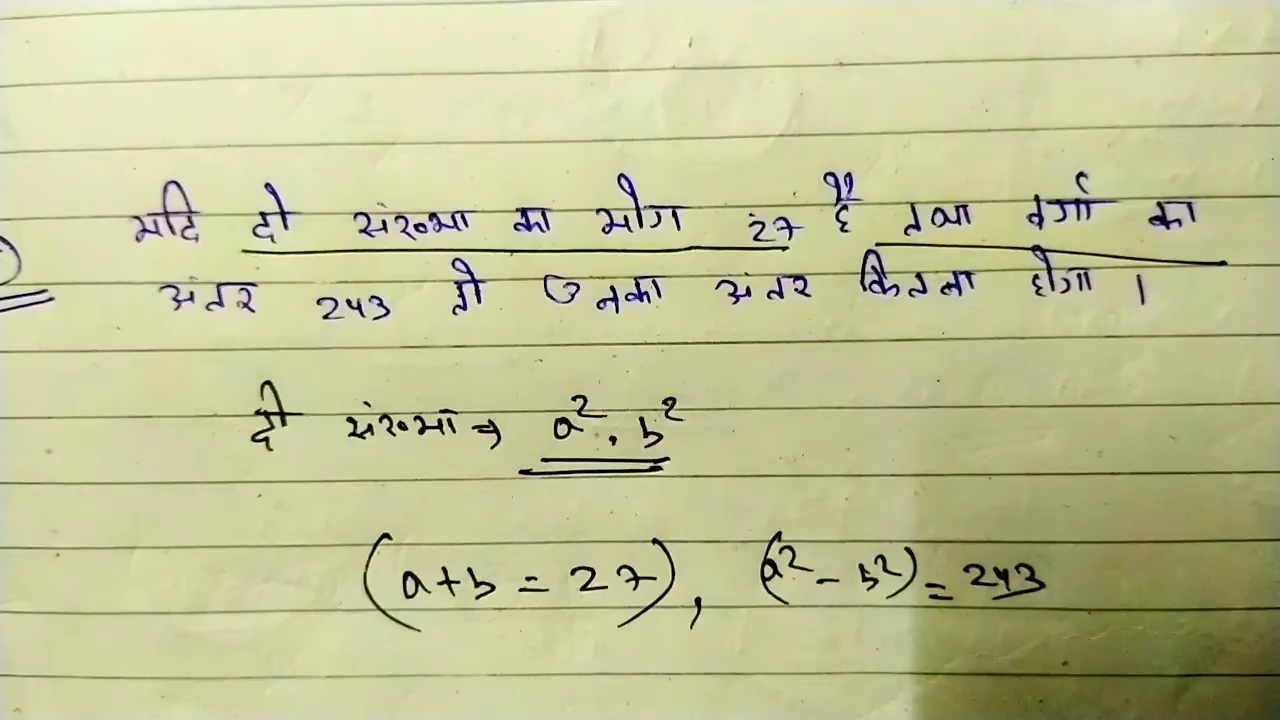 यदि दो संख्या का योग 27 है तथा वर्गो का
अंतर 243 हो उनका अंतर कितना होगा ।
दो संख्या → a², b²
(a+b = 27), (a² - b²) = 243